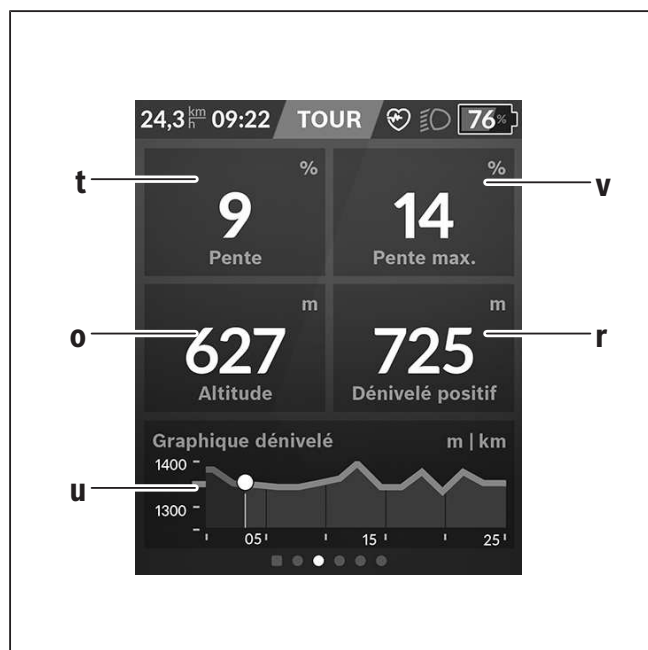 24,3 km/h 09:22 TOUR 76%
t % % v
9 14
Pente Pente max.
m m
o 627 725 r
Altitude Dénivelé positif
Graphique dénivelé m | km
1400
u
1300
05 15 25